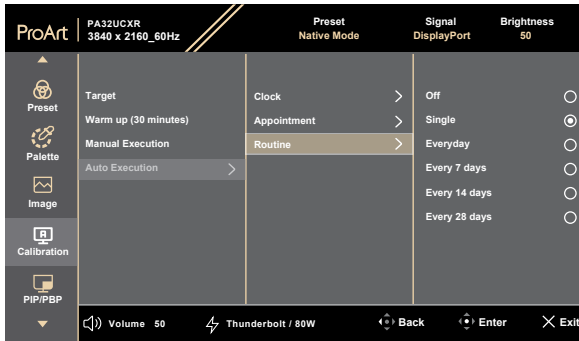 ProArt
PA32UCXR
3840 x 2160_60Hz
Preset
Native Mode
Signal
DisplayPort
Brightness
50
Preset
Palette
Image
Calibration
PIP/PBP
Target
Warm up (30 minutes)
Manual Execution
Auto Execution
Clock
Appointment
Routine
Off
Single
Everyday
Every 7 days
Every 14 days
Every 28 days
Volume 50
Thunderbolt / 80W
Back
Enter
Exit